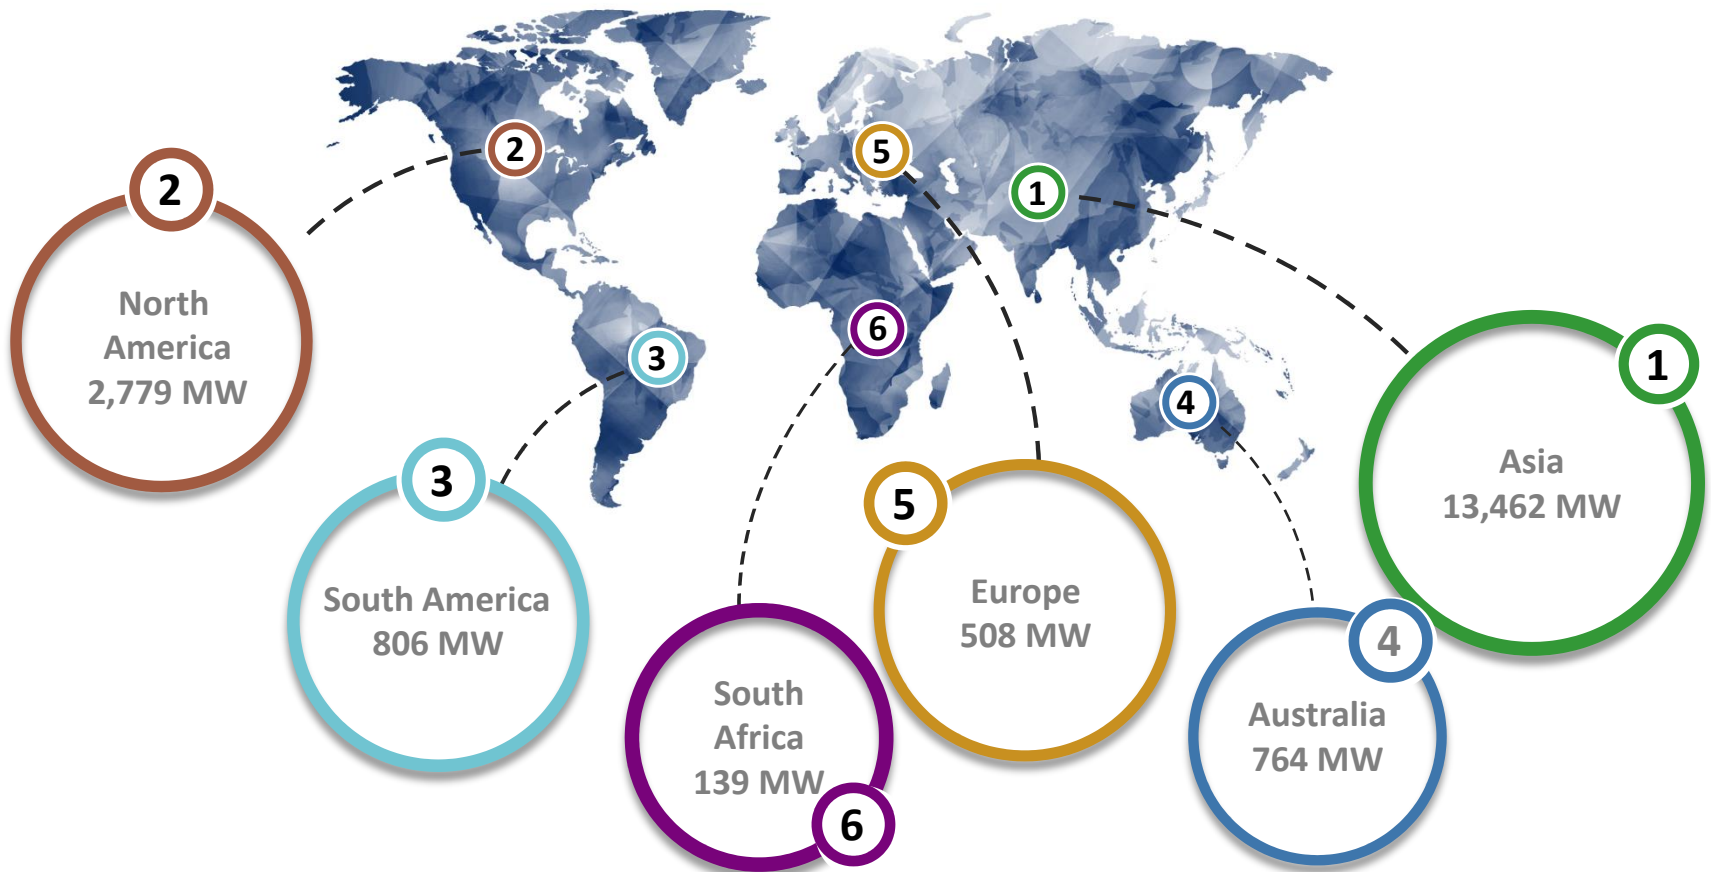 2
5
1
3
6
4
2
North
America
2,779 MW
3
South America
806 MW
6
South
Africa
139 MW
5
Europe
508 MW
4
Australia
764 MW
1
Asia
13,462 MW